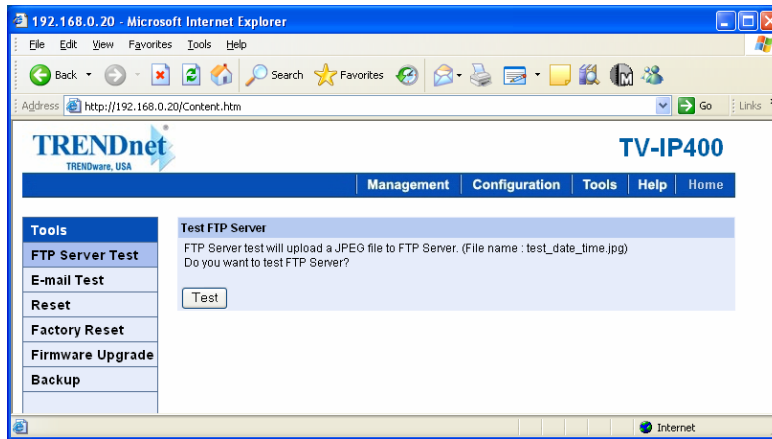 192.168.0.20 - Microsoft Internet Explorer
File Edit View Favorites Tools Help
Back Search Favorites
Address http://192.168.0.20/Content.htm Go Links
TRENDnet
TRENDware, USA
TV-IP400
Management Configuration Tools Help Home
Tools
FTP Server Test
E-mail Test
Reset
Factory Reset
Firmware Upgrade
Backup
Test FTP Server
FTP Server test will upload a JPEG file to FTP Server. (File name : test_date_time.jpg)
Do you want to test FTP Server?
Test
Internet